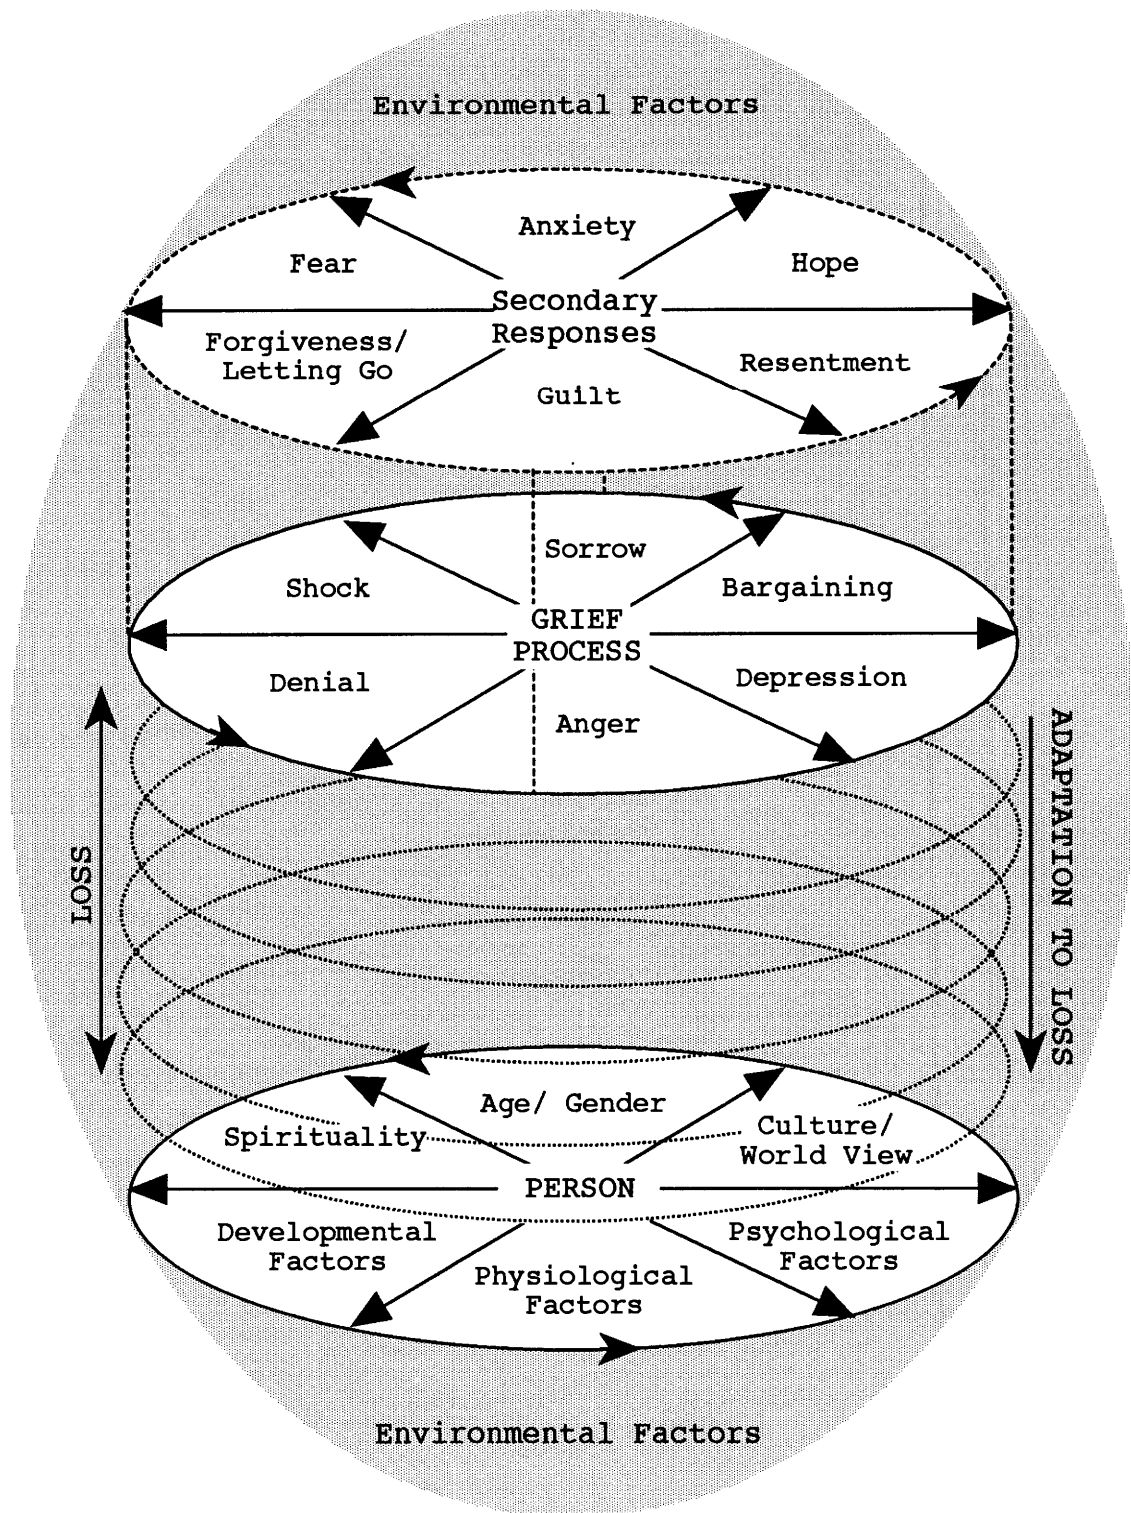 Environmental Factors
Anxiety
Fear
Hope
Secondary
Responses
Forgiveness/
Letting Go
Resentment
Guilt
Sorrow
Shock
Bargaining
GRIEF
PROCESS
Denial
Depression
Anger
LOSS
ADAPTATION TO LOSS
Age/ Gender
Spirituality
Culture/
World View
PERSON
Developmental
Factors
Psychological
Factors
Physiological
Factors
Environmental Factors